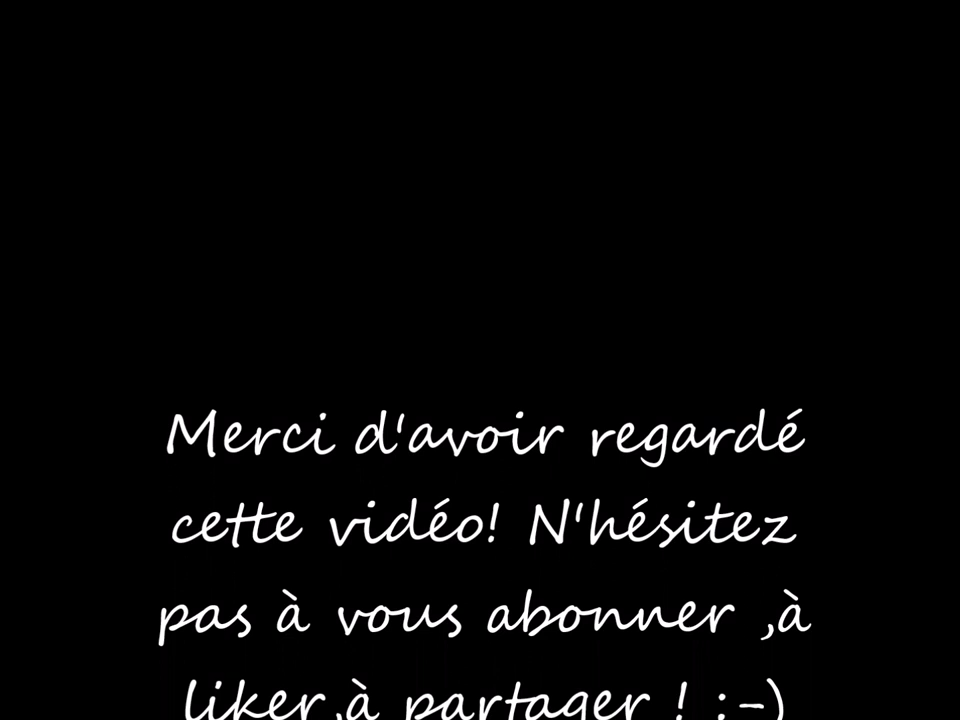 Merci d'avoir regardé
cette vidéo! N'hésitez
pas à vous abonner ,à
liker,à partager ! :-)